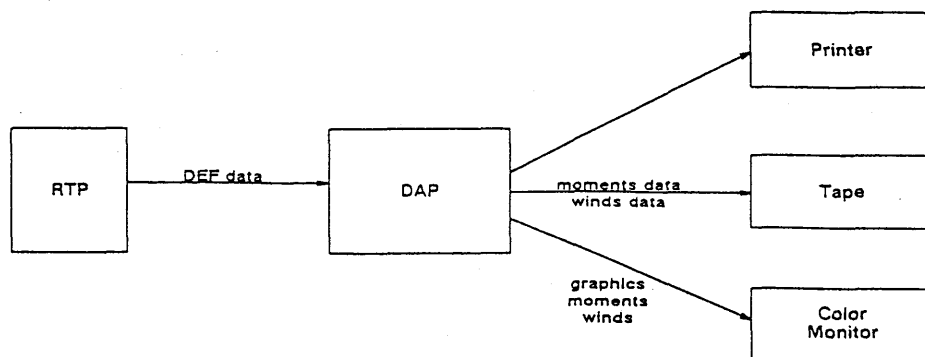 Printer
RTP
DEF data
DAP
moments data
winds data
Tape
graphics
moments
winds
Color
Monitor